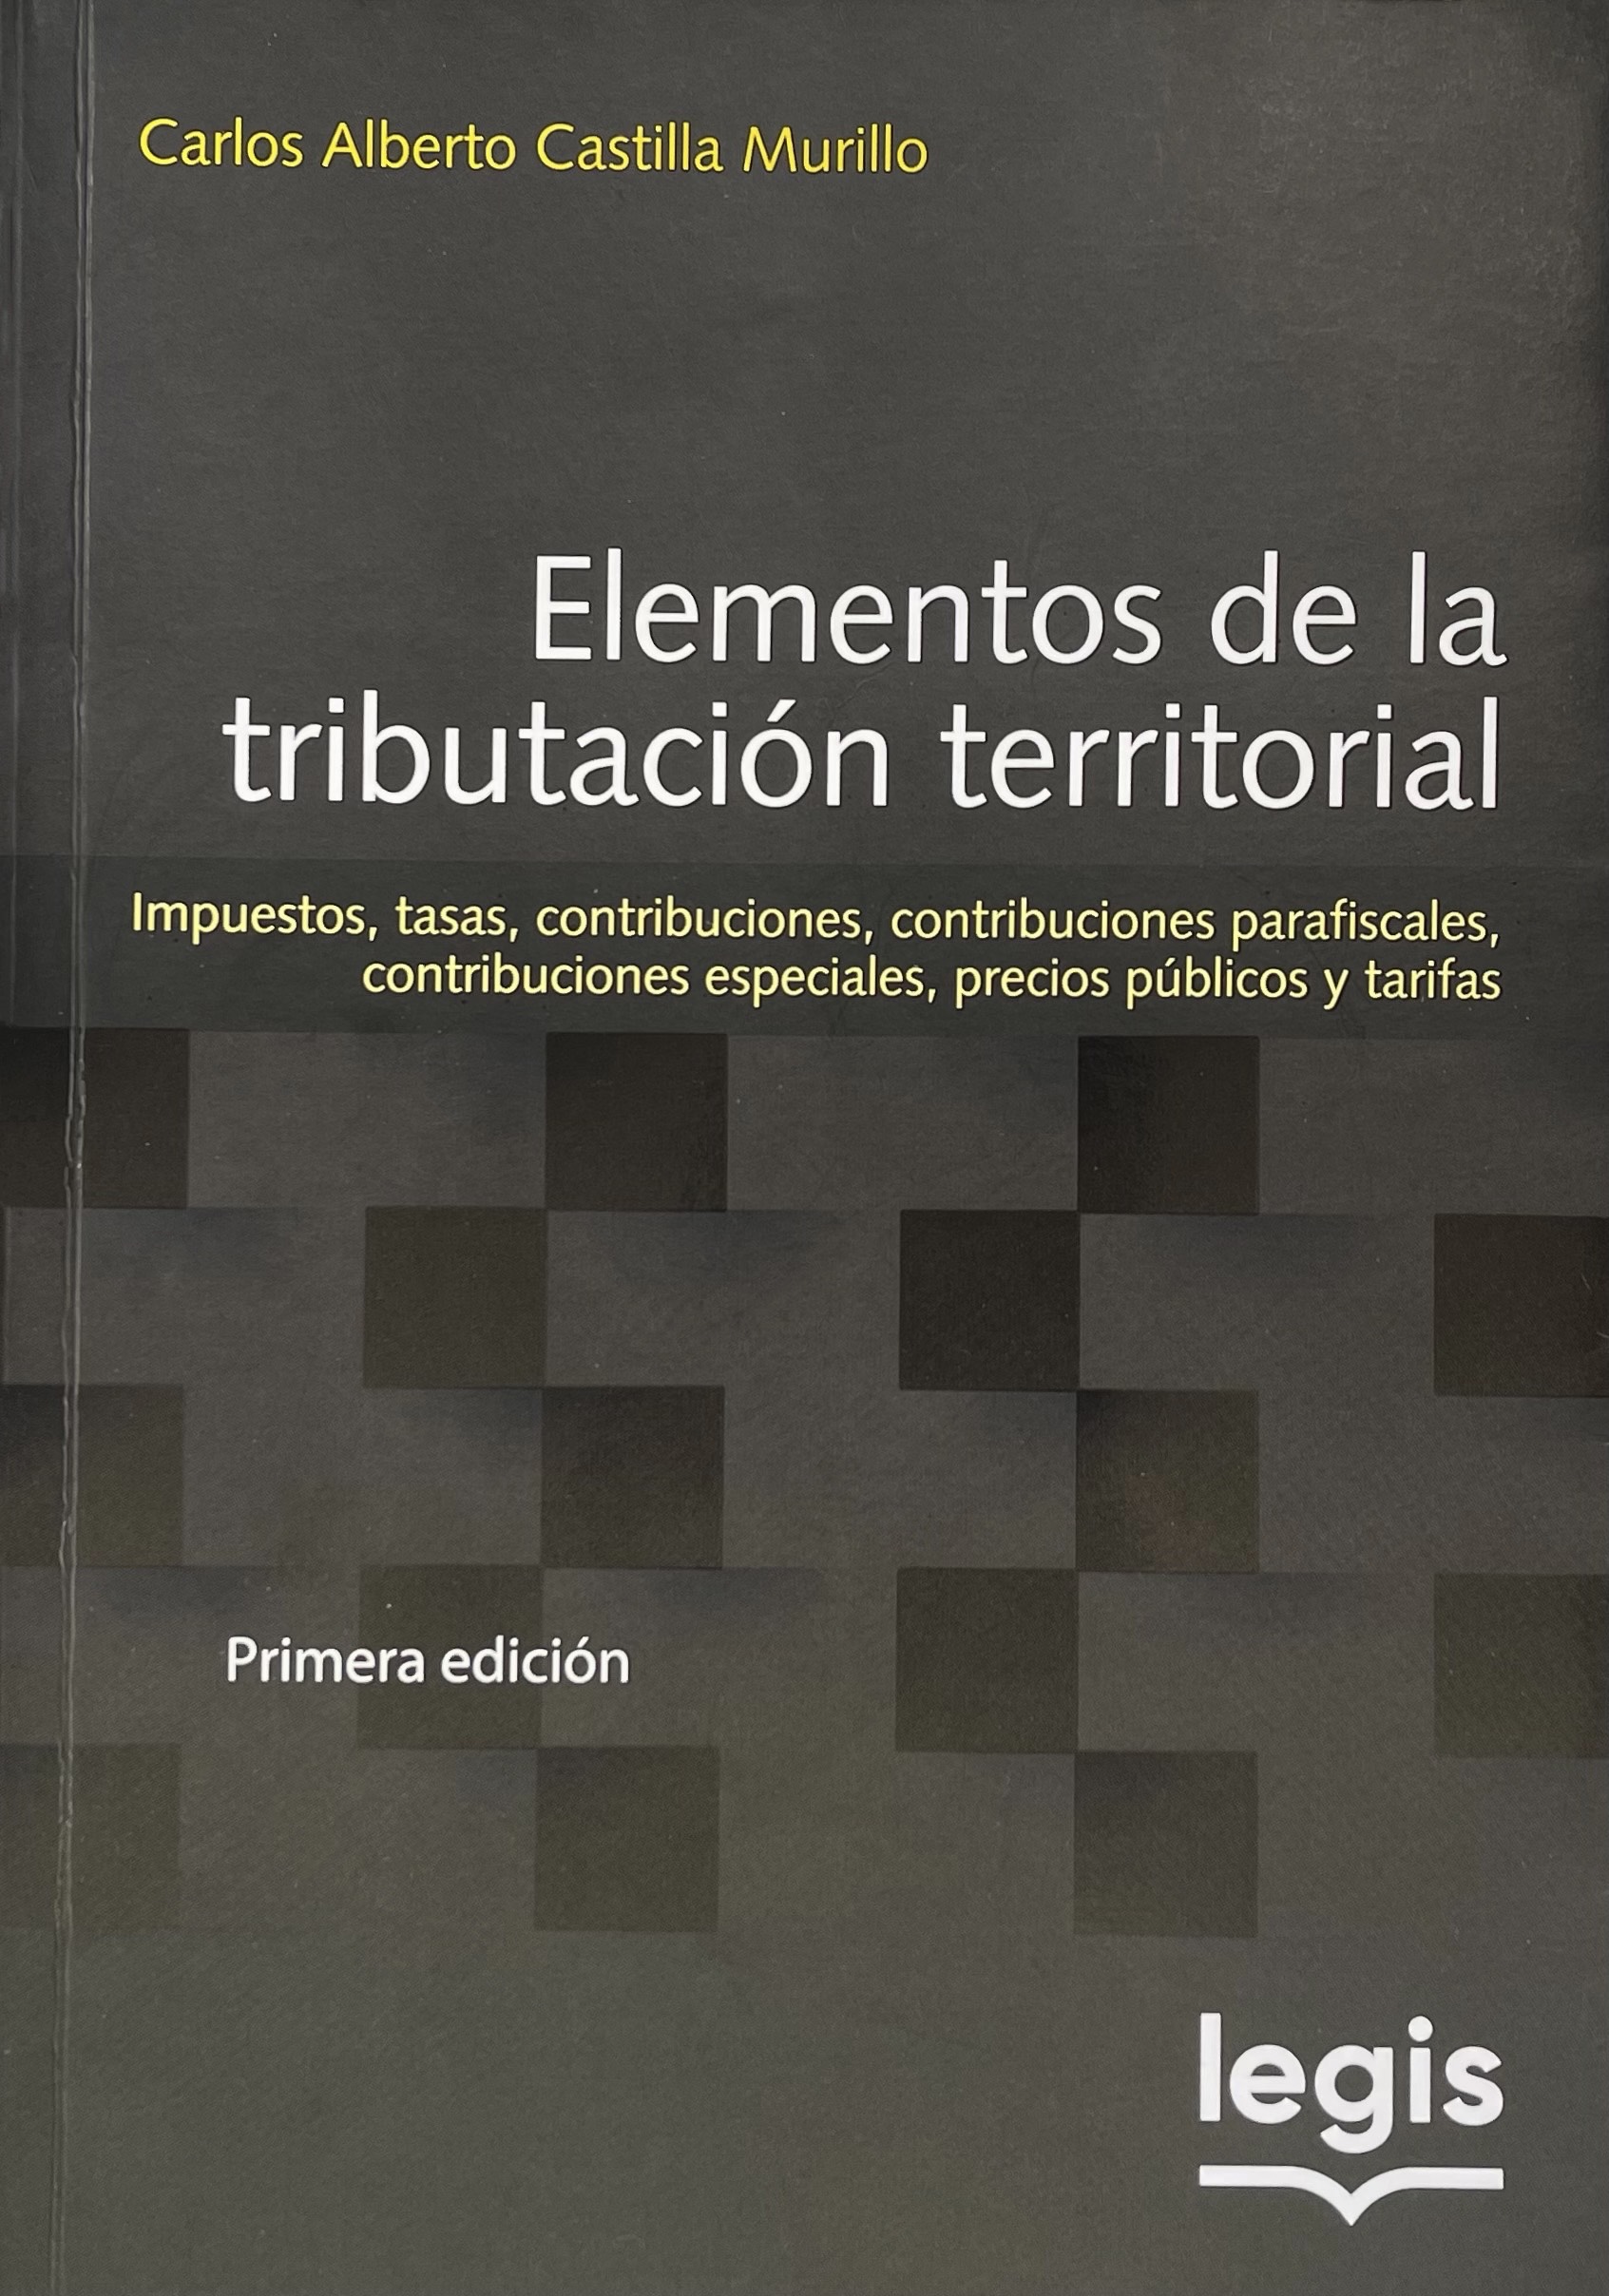 Carlos Alberto Castilla Murillo
Elementos de la
tributación territorial
Impuestos, tasas, contribuciones, contribuciones parafiscales,
contribuciones especiales, precios públicos y tarifas
Primera edición
legis